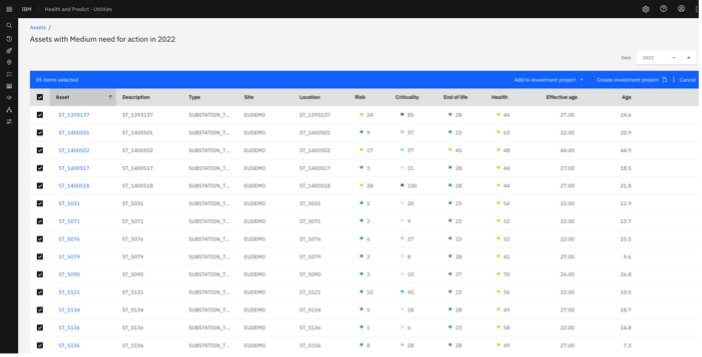 IBM Health and Predict - Utilities
Assets /
Assets with Medium need for action in 2022
Date 2022
35 items selected Add to investment project + Create investment project Cancel
Asset Description Type Site Location Risk Criticality End of life Health Effective age Age
ST_1393137 ST_1393137 SUBSTATION_T... EUDEMO ST_1393137 24 85 28 44 27.00 24.6
ST_1400501 ST_1400501 SUBSTATION_T... EUDEMO ST_1400501 9 37 23 63 22.00 20.9
ST_1400502 ST_1400502 SUBSTATION_T... EUDEMO ST_1400502 17 37 45 48 44.00 44.9
ST_1400517 ST_1400517 SUBSTATION_T... EUDEMO ST_1400517 3 11 28 44 27.00 18.5
ST_1400518 ST_1400518 SUBSTATION_T... EUDEMO ST_1400518 28 100 28 44 27.00 21.8
ST_5031 ST_5031 SUBSTATION_T... EUDEMO ST_5031 5 20 23 54 22.00 12.9
ST_5071 ST_5071 SUBSTATION_T... EUDEMO ST_5071 2 9 23 52 22.00 13.7
ST_5076 ST_5076 SUBSTATION_T... EUDEMO ST_5076 6 27 23 52 22.00 10.5
ST_5079 ST_5079 SUBSTATION_T... EUDEMO ST_5079 2 8 28 41 27.00 9.6
ST_5090 ST_5090 SUBSTATION_T... EUDEMO ST_5090 3 10 27 70 26.00 26.8
ST_5121 ST_5121 SUBSTATION_T... EUDEMO ST_5121 10 45 23 56 22.00 10.5
ST_5134 ST_5134 SUBSTATION_T... EUDEMO ST_5134 5 18 28 49 27.00 18.7
ST_5136 ST_5136 SUBSTATION_T... EUDEMO ST_5136 1 6 23 58 22.00 14.8
ST_5156 ST_5156 SUBSTATION_T... EUDEMO ST_5156 8 28 28 49 27.00 7.3